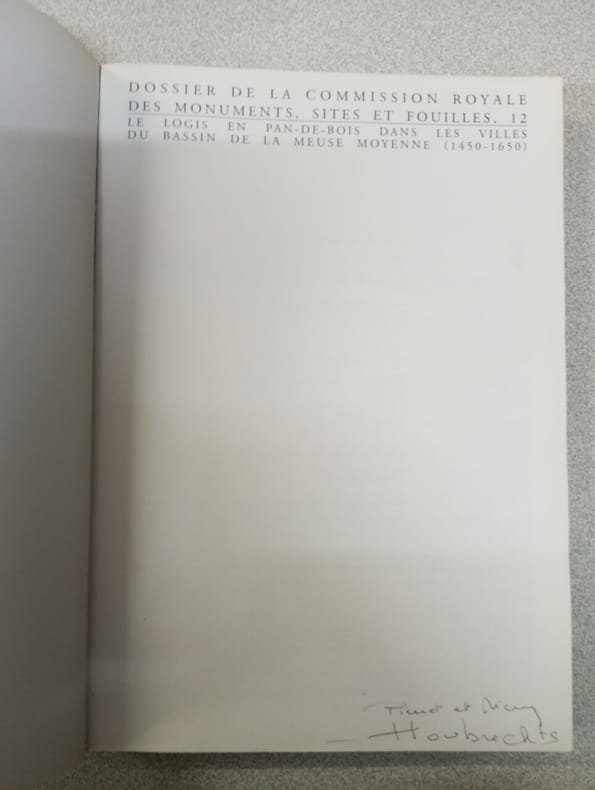 DOSSIER DE LA COMMISSION ROYALE
DES MONUMENTS, SITES ET FOUILLES, 12
LE LOGIS EN PAN-DE-BOIS DANS LES VILLES
DU BASSIN DE LA MEUSE MOYENNE (1450-1650)
et
Houbrechts